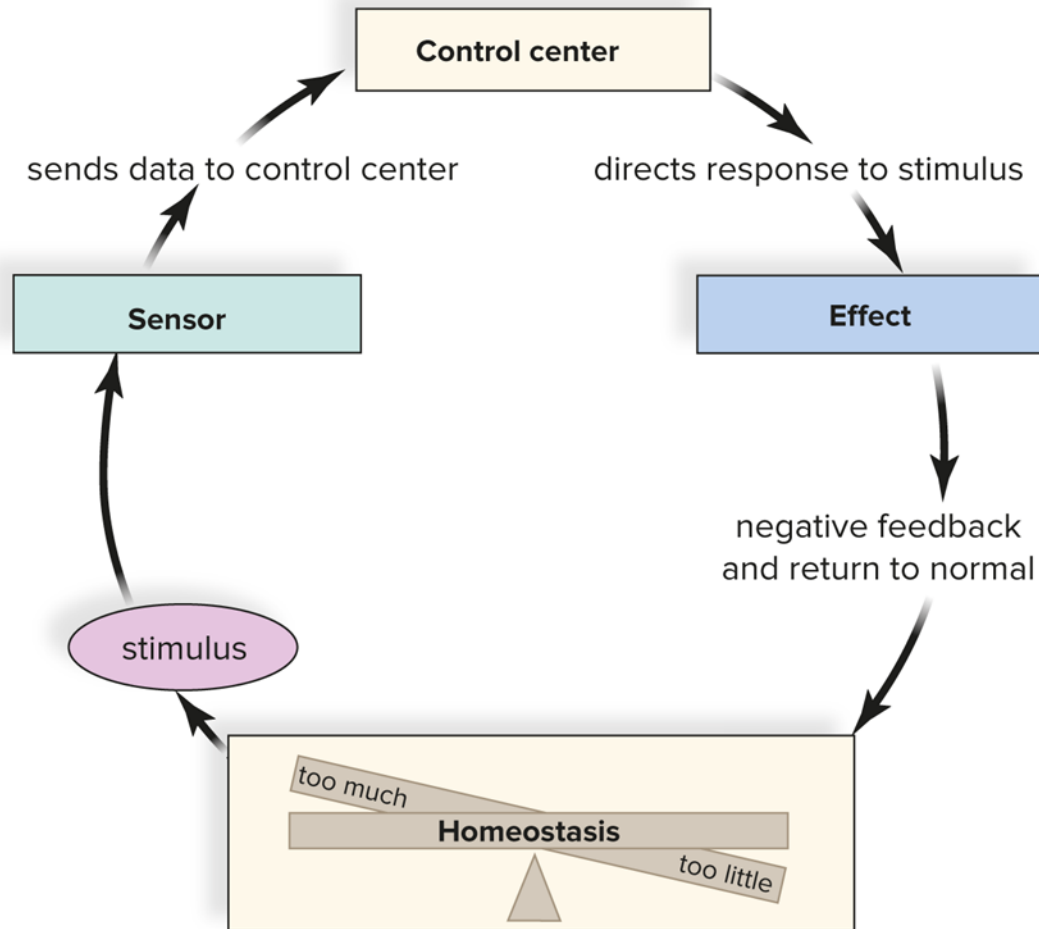 Control center
sends data to control center
directs response to stimulus
Sensor
Effect
negative feedback
and return to normal
stimulus
too much
Homeostasis
too little